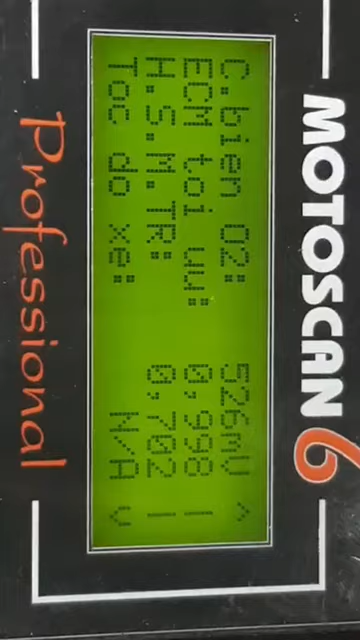 MOTOSCAN 6
C.bien O2: 526mV ^
ECM toi uu: 0,998 |
H.S. M.TR: 0,702 |
Toc do xe: N/A v
Professional